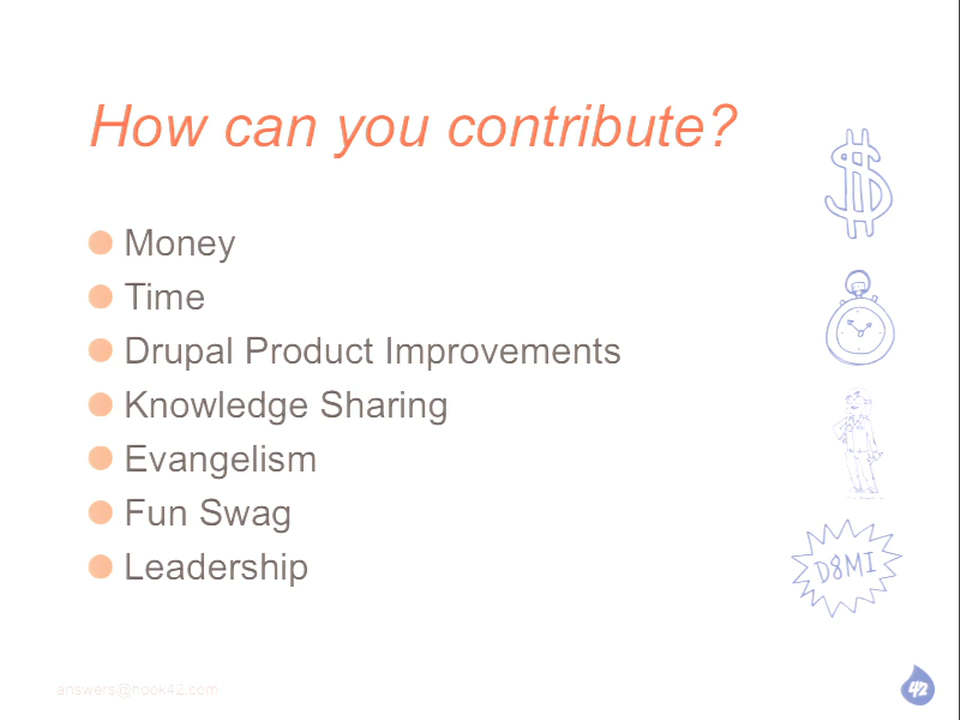 How can you contribute?
Money
Time
Drupal Product Improvements
Knowledge Sharing
Evangelism
Fun Swag
Leadership
D8MI
answers@hook42.com
42